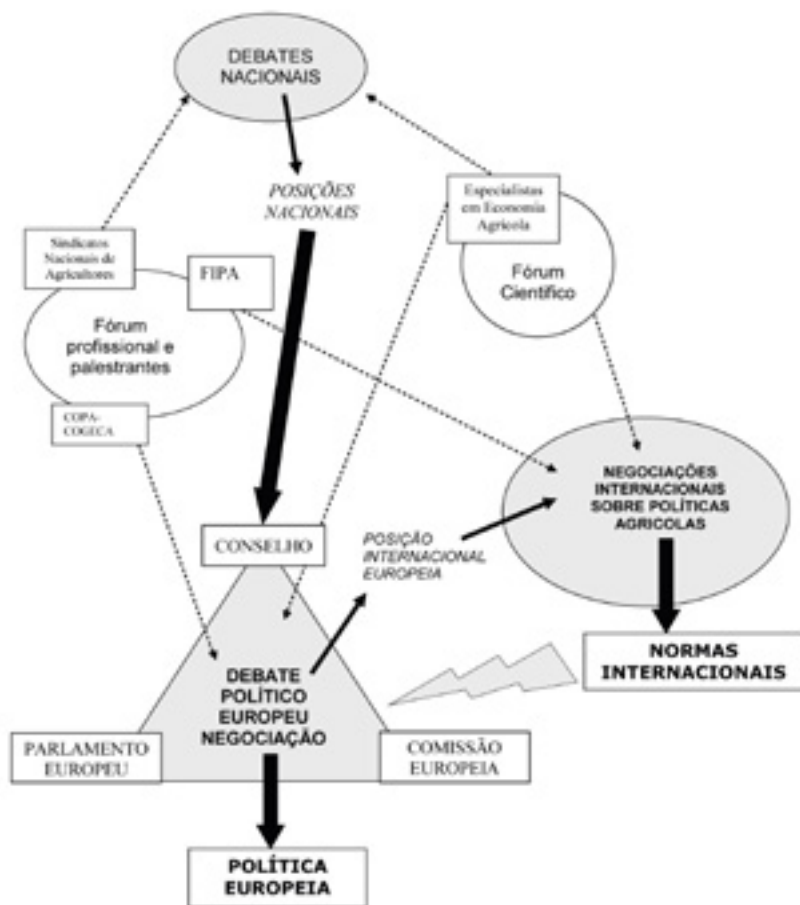 DEBATES
NACIONAIS
POSIÇÕES
NACIONAIS
Especialistas
em Economia
Agrícola
Fórum
Científico
Sindicatos
Nacionais de
Agricultores
FIPA
Fórum
profissional e
palestrantes
COPA-
COGECA
NEGOCIAÇÕES
INTERNACIONAIS
SOBRE POLÍTICAS
AGRICOLAS
CONSELHO
POSIÇÃO
INTERNACIONAL
EUROPEIA
NORMAS
INTERNACIONAIS
DEBATE
POLÍTICO
EUROPEU
NEGOCIAÇÃO
PARLAMENTO
EUROPEU
COMISSÃO
EUROPEIA
POLÍTICA
EUROPEIA